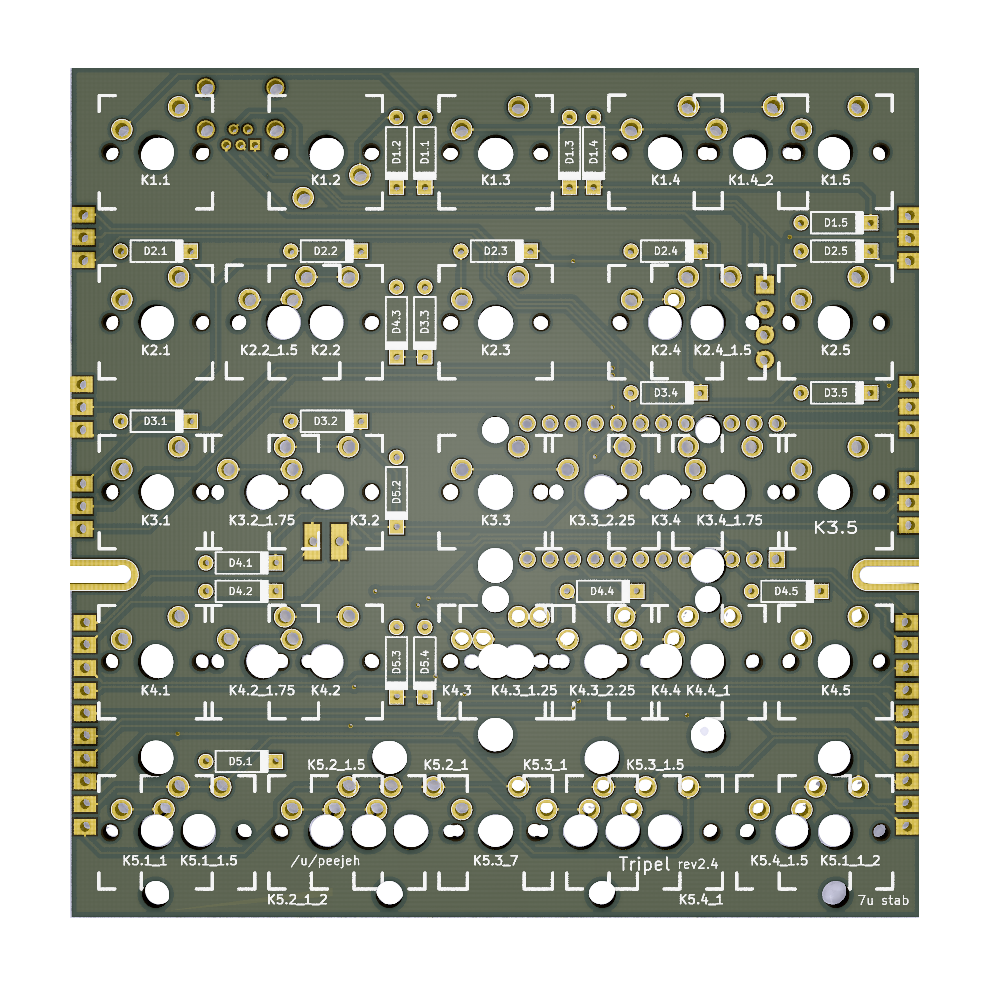 D1.2
D1.1
D1.3
D1.4
K1.1
K1.2
K1.3
K1.4
K1.4_2
K1.5
D1.5
D2.1
D2.2
D2.3
D2.4
D2.5
D4.3
D3.3
K2.1
K2.2_1.5
K2.2
K2.3
K2.4
K2.4_1.5
K2.5
D3.4
D3.5
D3.1
D3.2
D5.2
K3.1
K3.2_1.75
K3.2
K3.3
K3.3_2.25
K3.4
K3.4_1.75
K3.5
D4.1
D4.2
D4.4
D4.5
D5.3
D5.4
K4.1
K4.2_1.75
K4.2
K4.3
K4.3_1.25
K4.3_2.25
K4.4
K4.4_1
K4.5
D5.1
K5.2_1.5
K5.2_1
K5.3_1
K5.3_1.5
K5.1_1
K5.1_1.5
/u/peejeh
K5.3_7
Tripel rev2.4
K5.4_1.5
K5.1_1_2
K5.2_1_2
K5.4_1
7u stab